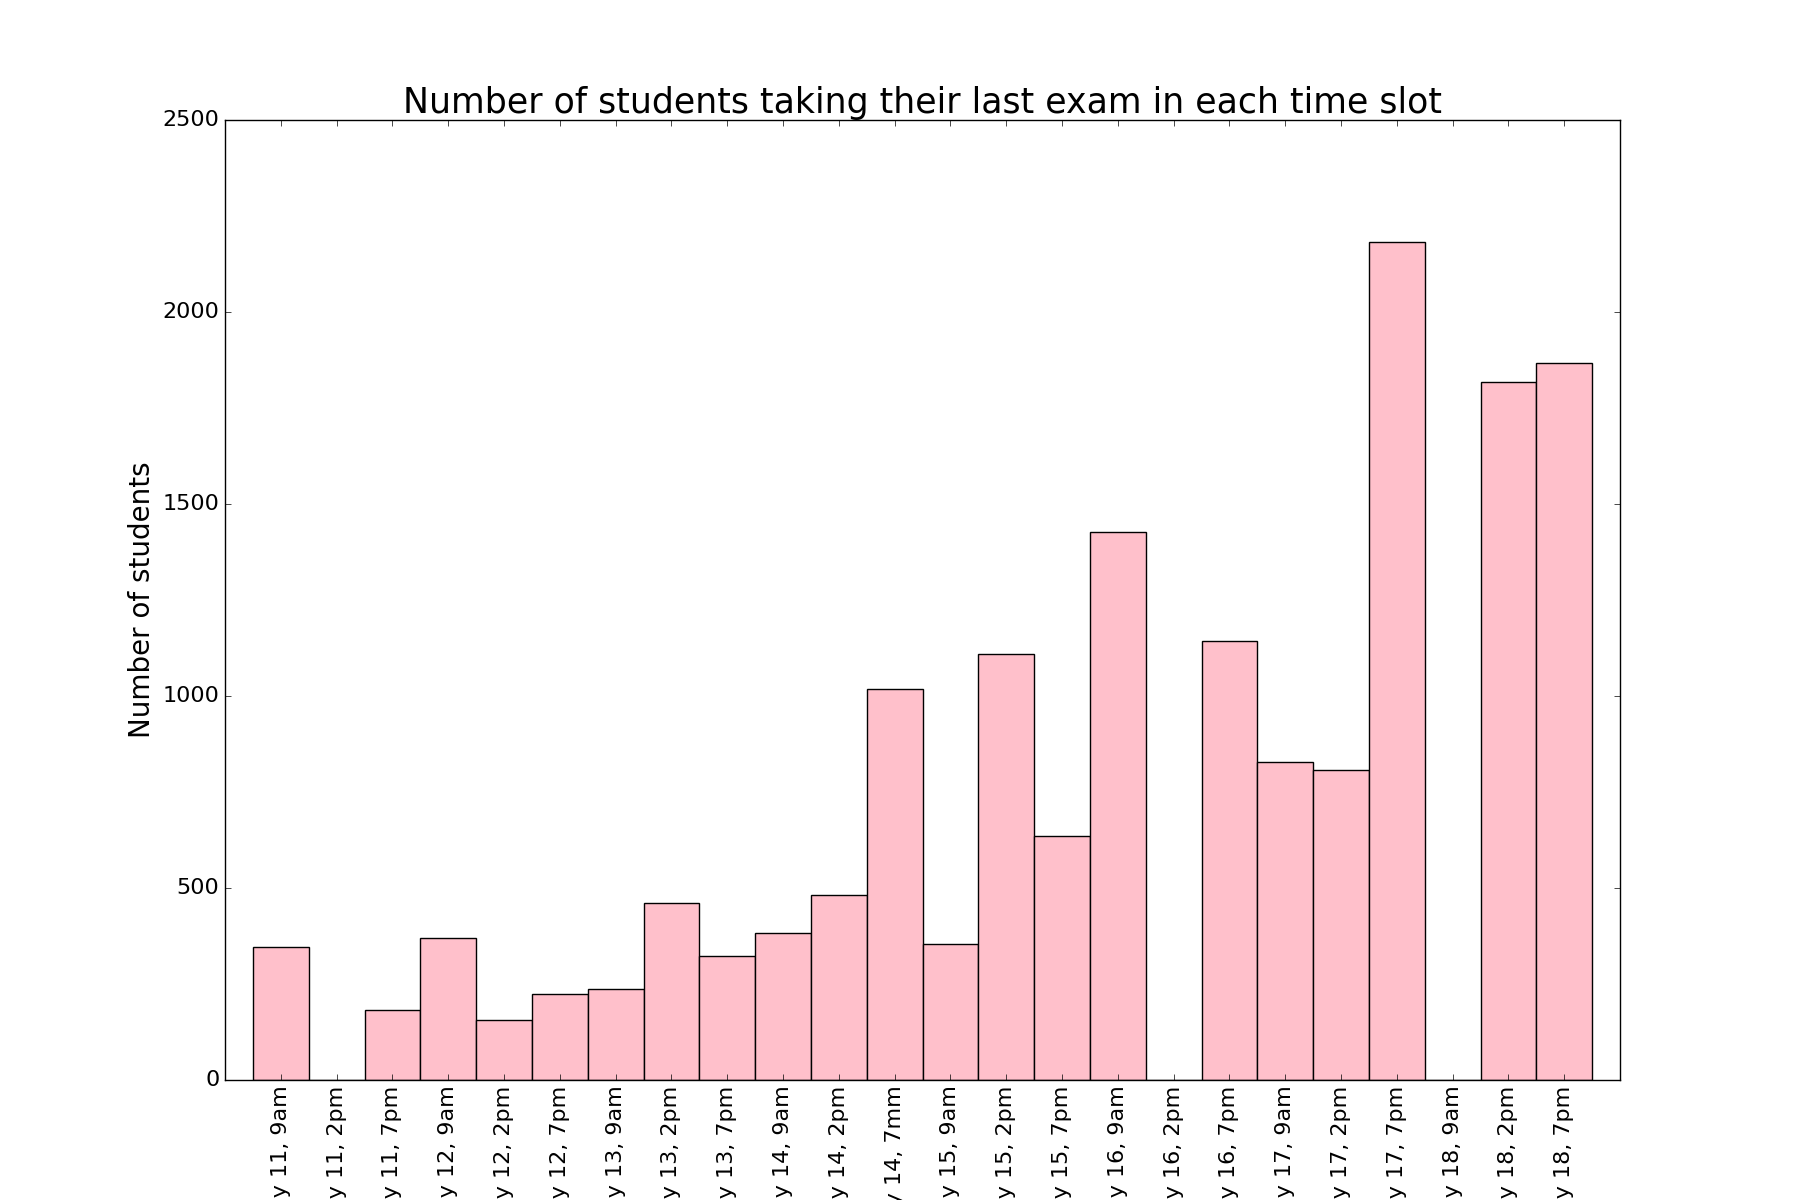 Number of students taking their last exam in each time slot
Number of students
2500
2000
1500
1000
500
0
y 11, 9am
y 11, 2pm
y 11, 7pm
y 12, 9am
y 12, 2pm
y 12, 7pm
y 13, 9am
y 13, 2pm
y 13, 7pm
y 14, 9am
y 14, 2pm
y 14, 7mm
y 15, 9am
y 15, 2pm
y 15, 7pm
y 16, 9am
y 16, 2pm
y 16, 7pm
y 17, 9am
y 17, 2pm
y 17, 7pm
y 18, 9am
y 18, 2pm
y 18, 7pm